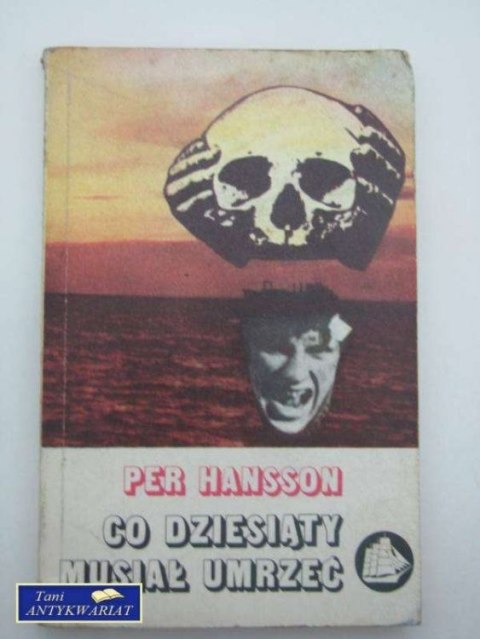 PER HANSSON
CO DZIESIĄTY
MUSIAŁ UMRZEĆ
Tani
ANTYKWARIAT